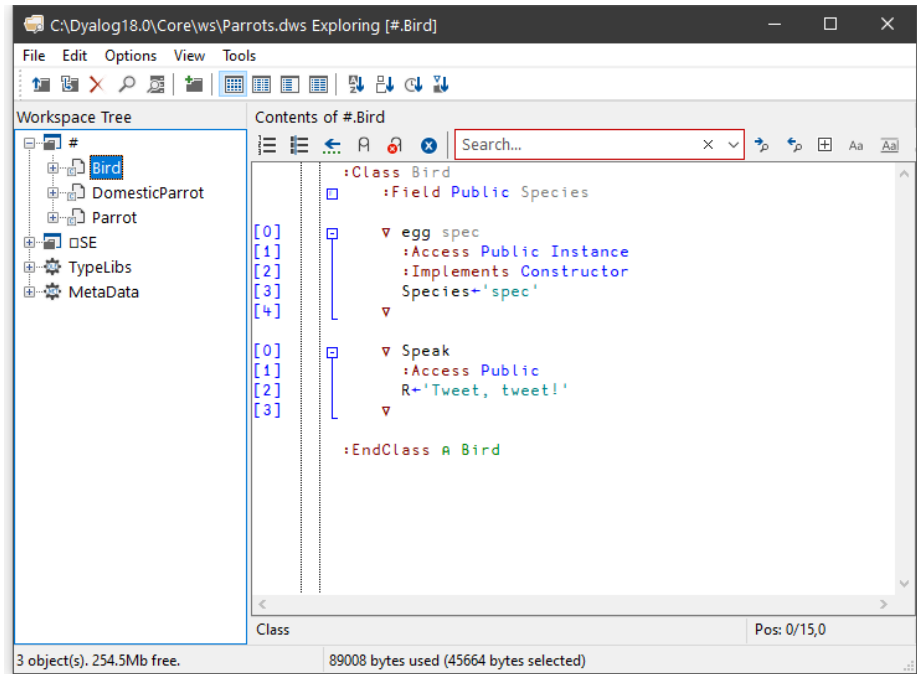 C:\Dyalog18.0\Core\ws\Parrots.dws Exploring [#.Bird]
File Edit Options View Tools
Workspace Tree
#
Bird
DomesticParrot
Parrot
⎕SE
TypeLibs
MetaData
Contents of #.Bird
Search...
Aa
Aa
:Class Bird
:Field Public Species
[0] ∇ egg spec
[1] :Access Public Instance
[2] :Implements Constructor
[3] Species←'spec'
[4] ∇
[0] ∇ Speak
[1] :Access Public
[2] R←'Tweet, tweet!'
[3] ∇
:EndClass ⍝ Bird
Class
Pos: 0/15,0
3 object(s). 254.5Mb free.
89008 bytes used (45664 bytes selected)